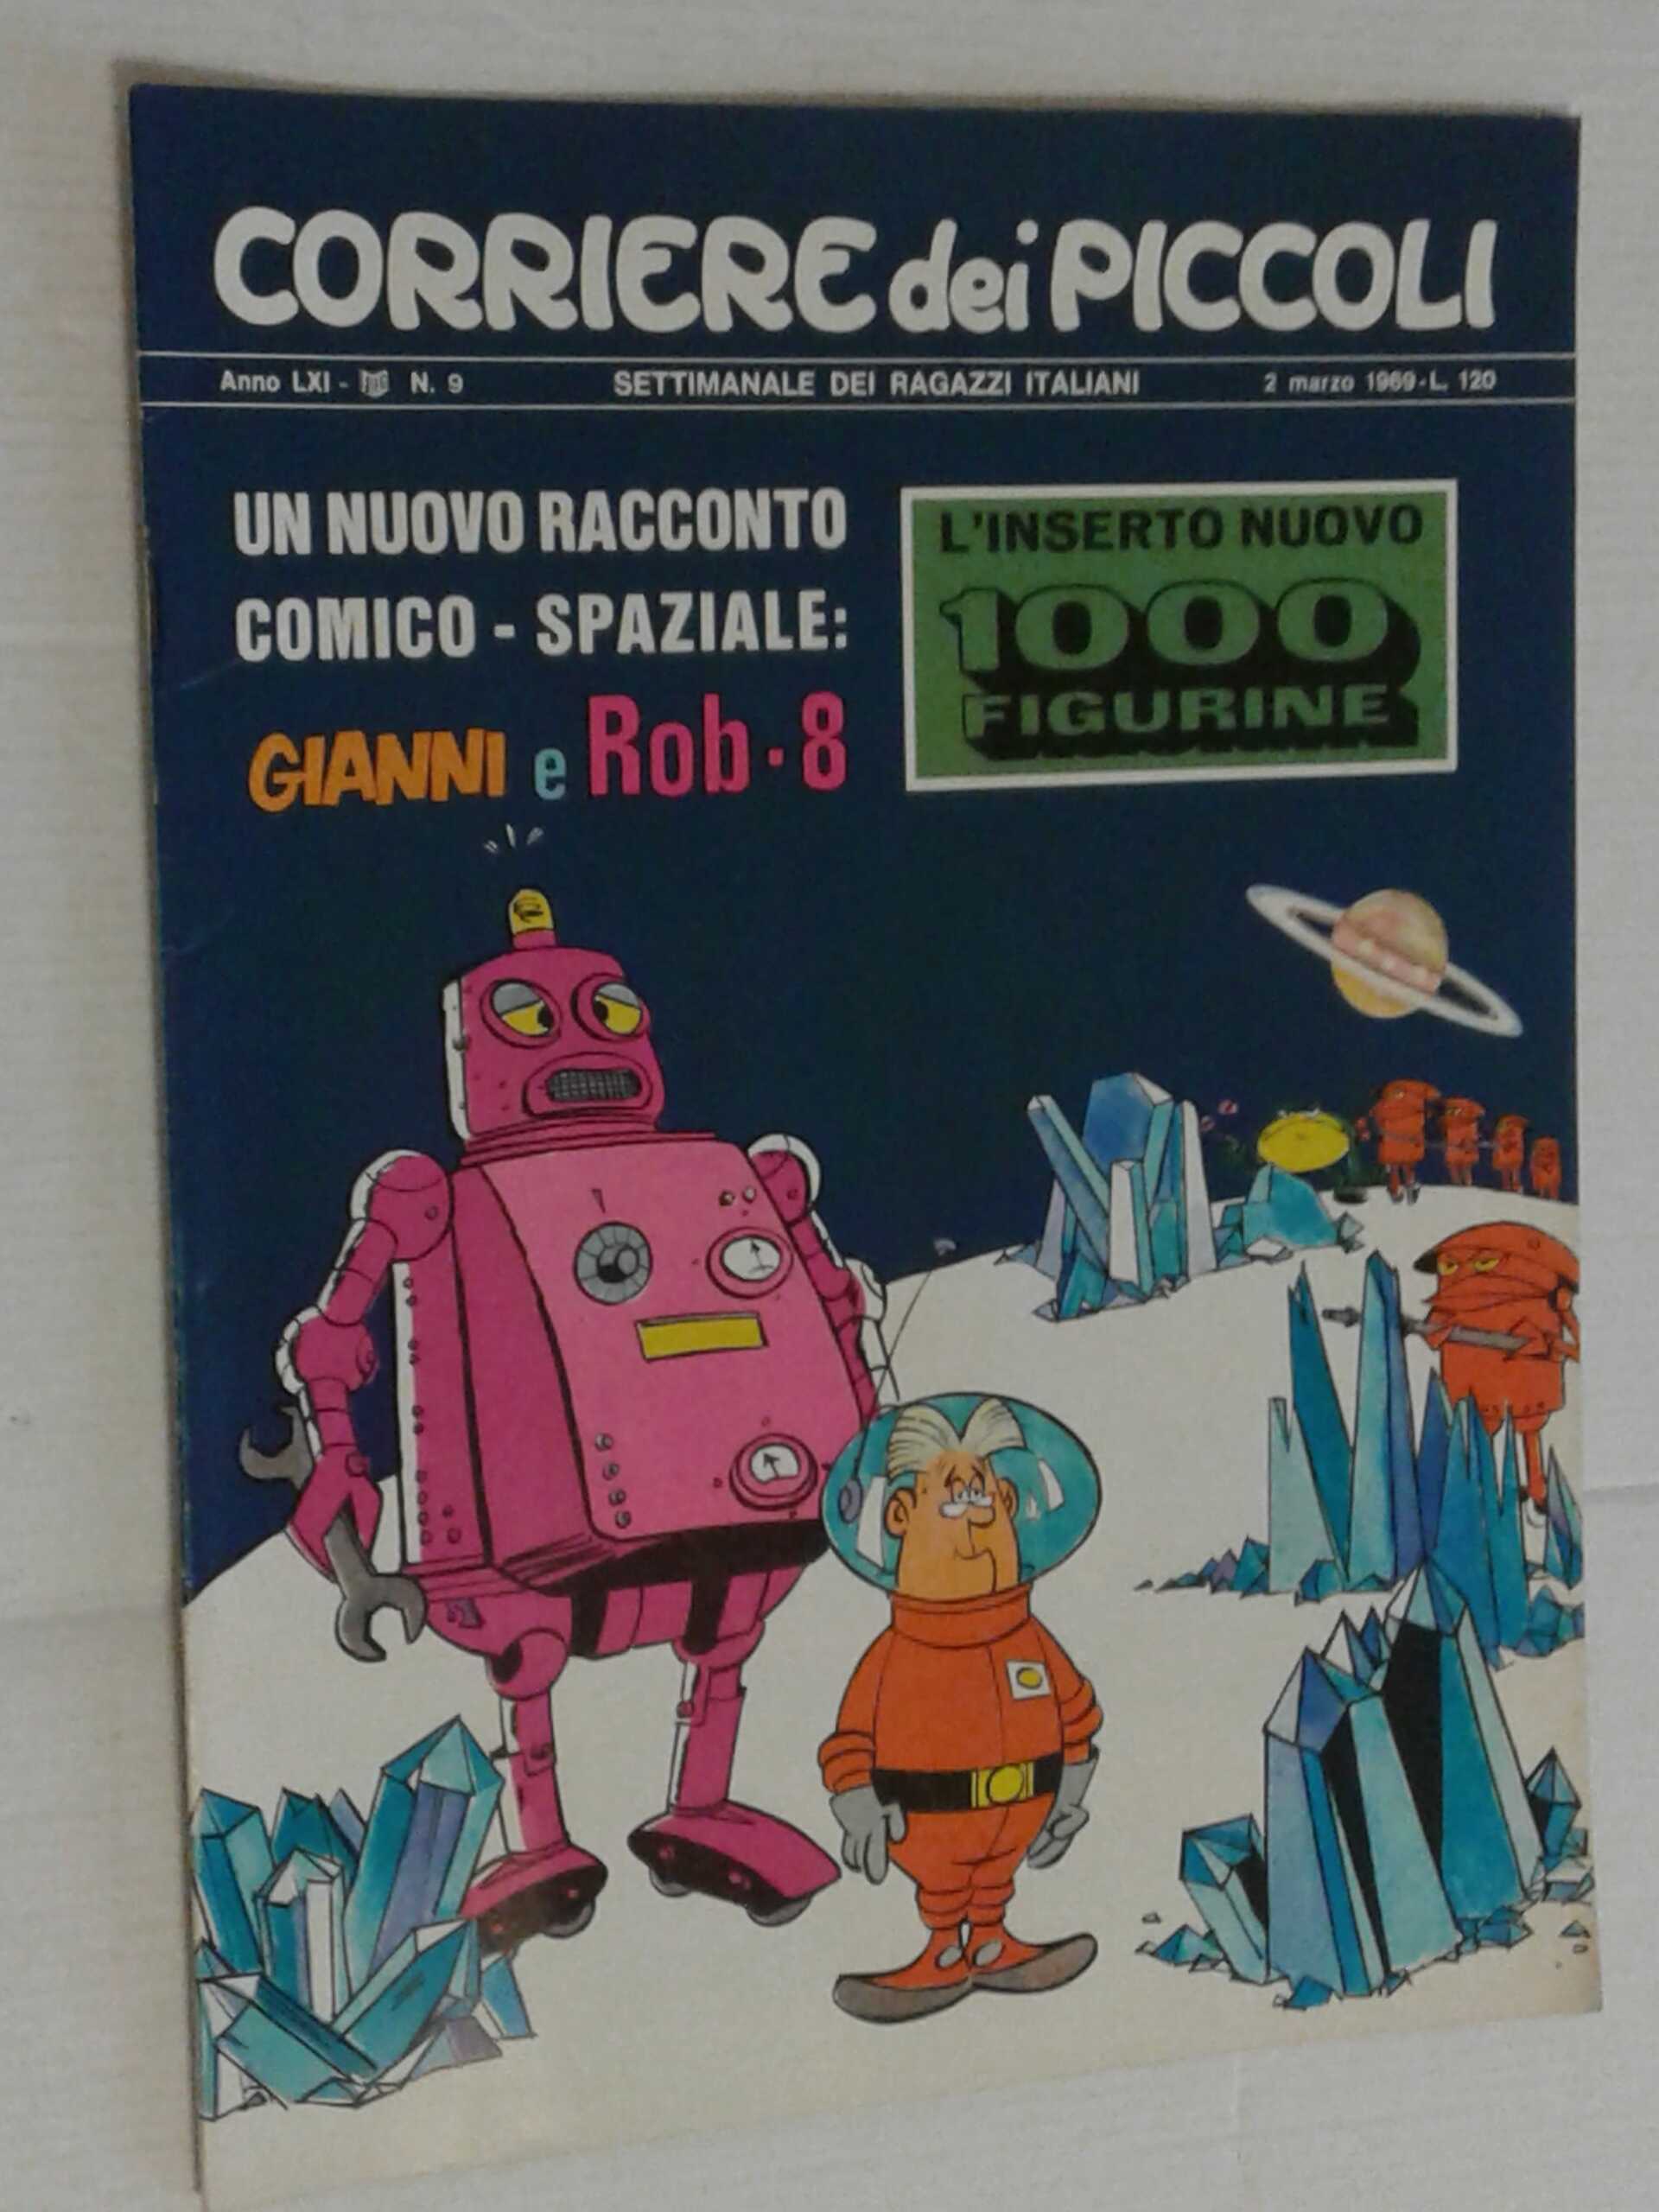 CORRIERE dei PICCOLI
Anno LXI - N. 9
SETTIMANALE DEI RAGAZZI ITALIANI
2 marzo 1969 - L. 120
UN NUOVO RACCONTO
COMICO - SPAZIALE:
GIANNI e Rob·8
L'INSERTO NUOVO
1000
FIGURINE